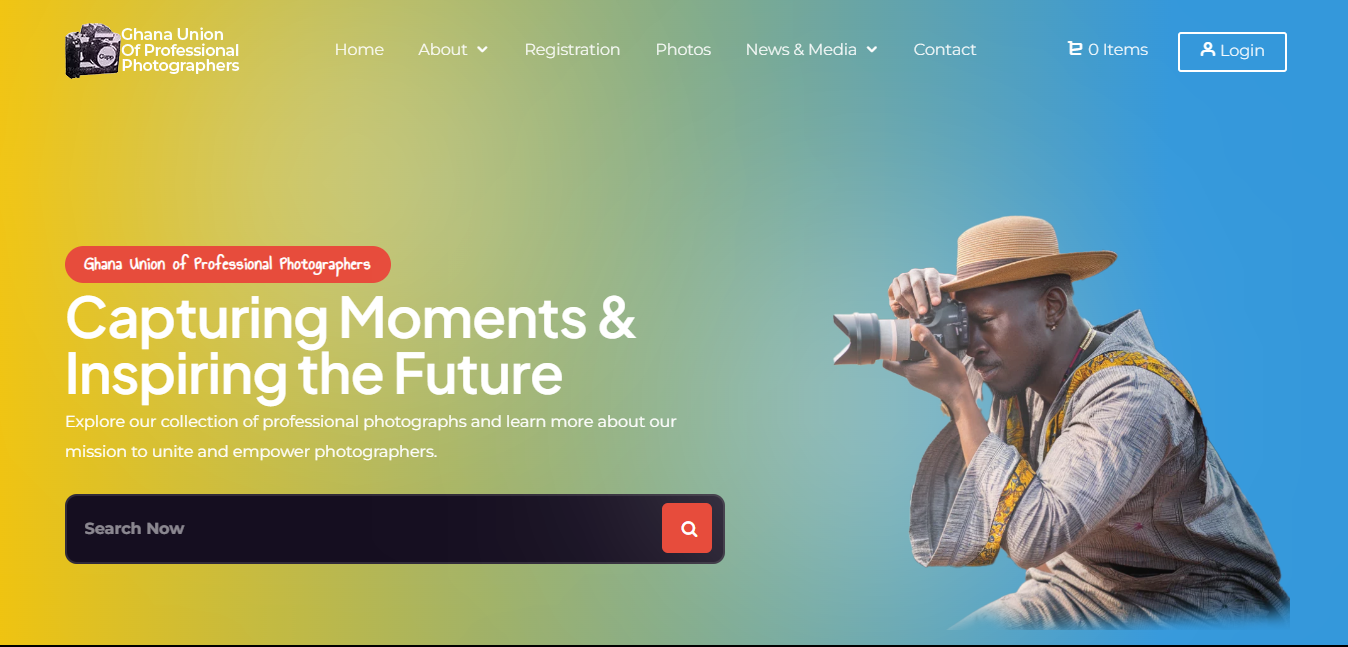 Ghana Union
Of Professional
Photographers
Home
About
Registration
Photos
News & Media
Contact
0 Items
Login
Ghana Union of Professional Photographers
Capturing Moments &
Inspiring the Future
Explore our collection of professional photographs and learn more about our
mission to unite and empower photographers.
Search Now